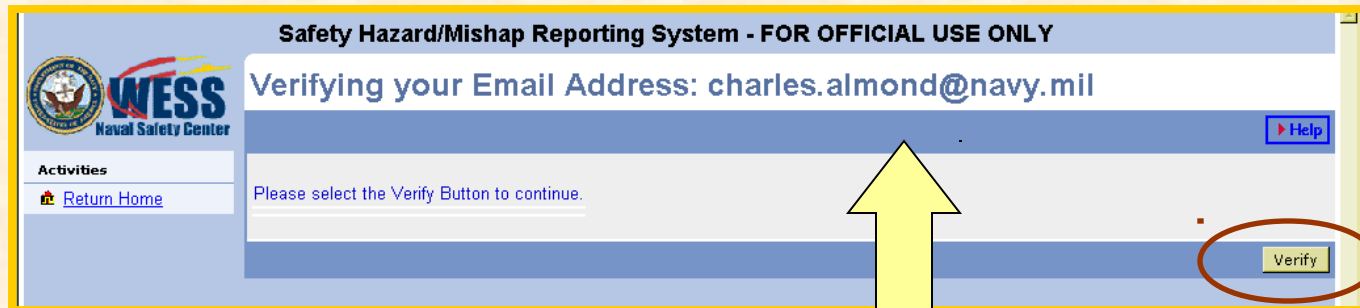 Safety Hazard/Mishap Reporting System - FOR OFFICIAL USE ONLY
WESS
Naval Safety Center
Verifying your Email Address: charles.almond@navy.mil
Help
Activities
Return Home
Please select the Verify Button to continue.
Verify